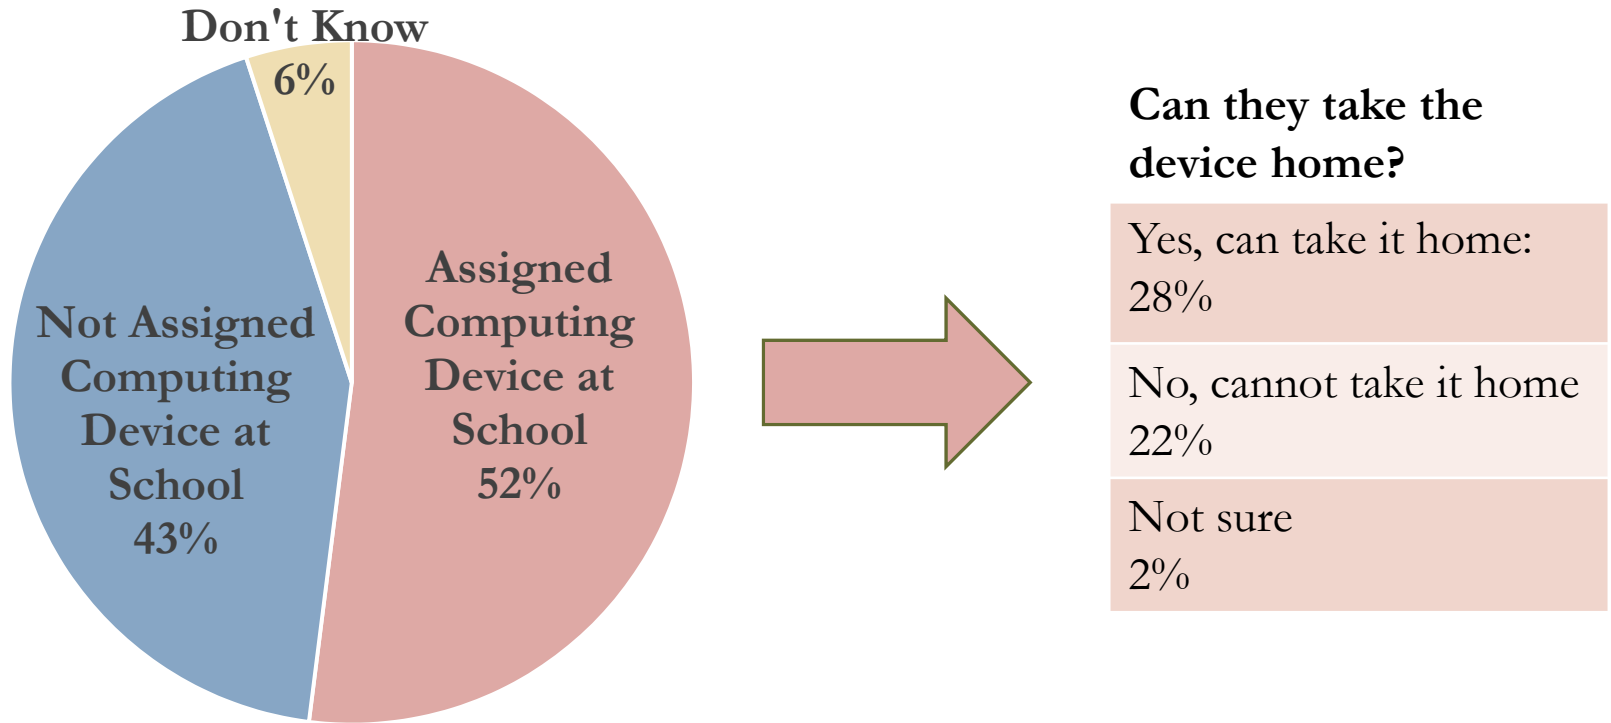 Don't Know
6%
Not Assigned
Computing
Device at
School
43%
Assigned
Computing
Device at
School
52%
Can they take the
device home?
Yes, can take it home:
28%
No, cannot take it home
22%
Not sure
2%